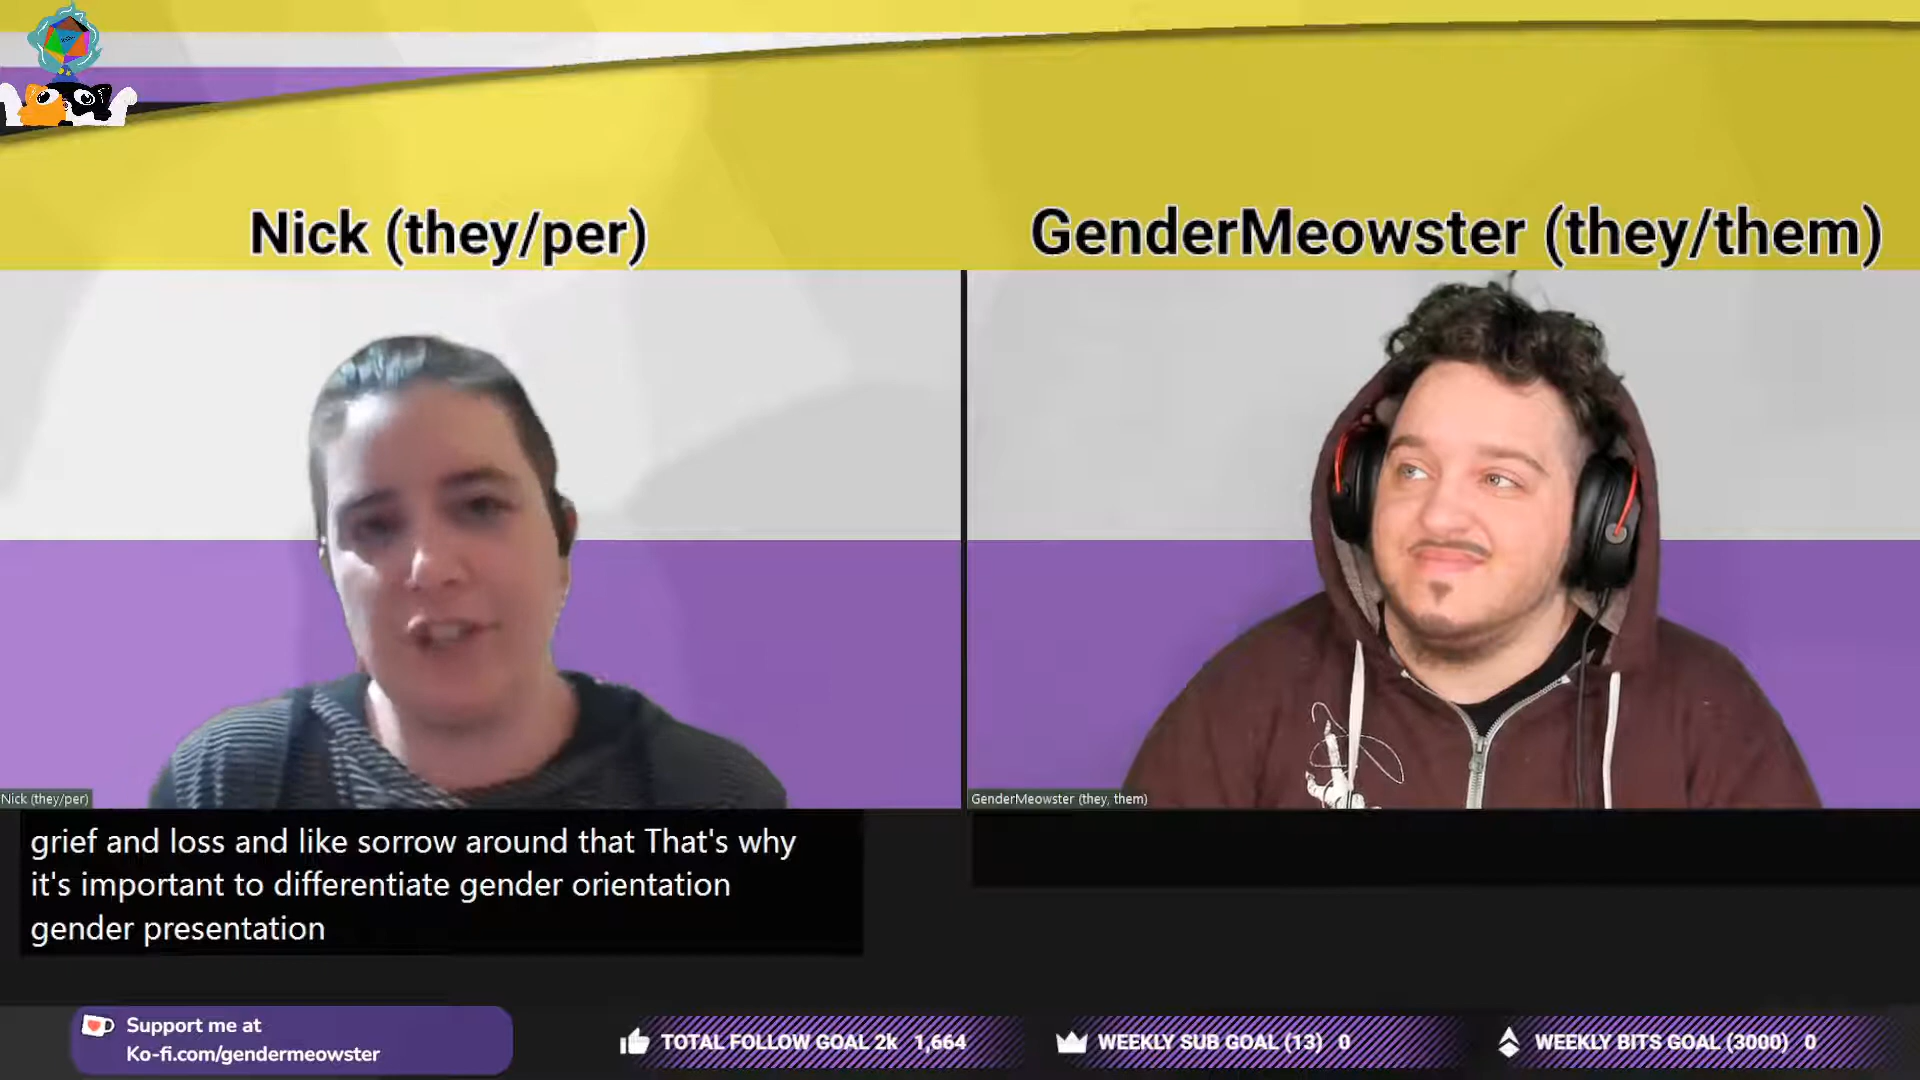 Nick (they/per)
GenderMeowster (they/them)
Nick (they/per)
GenderMeowster (they, them)
grief and loss and like sorrow around that That's why
it's important to differentiate gender orientation
gender presentation
Support me at
Ko-fi.com/gendermeowster
TOTAL FOLLOW GOAL 2k 1,664
WEEKLY SUB GOAL (13) 0
WEEKLY BITS GOAL (3000) 0